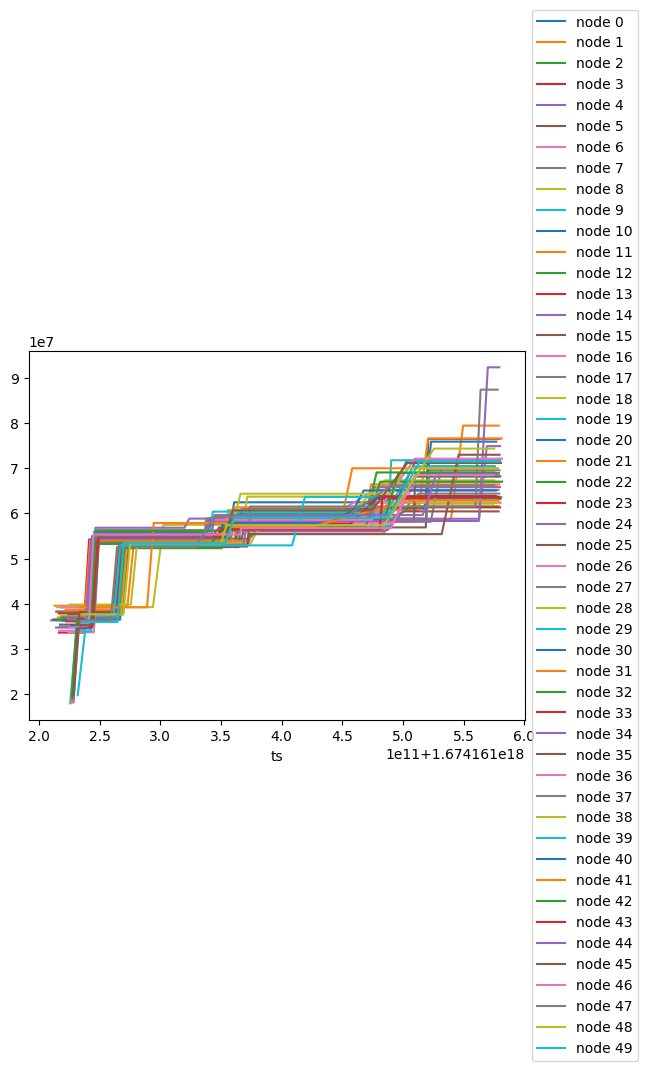 node 0
node 1
node 2
node 3
node 4
node 5
node 6
node 7
node 8
node 9
node 10
node 11
node 12
node 13
node 14
node 15
node 16
node 17
node 18
node 19
node 20
node 21
node 22
node 23
node 24
node 25
node 26
node 27
node 28
node 29
node 30
node 31
node 32
node 33
node 34
node 35
node 36
node 37
node 38
node 39
node 40
node 41
node 42
node 43
node 44
node 45
node 46
node 47
node 48
node 49
1e7
9
8
7
6
5
4
3
2
2.0 2.5 3.0 3.5 4.0 4.5 5.0 5.5 6.0
ts
1e11+1.674161e18